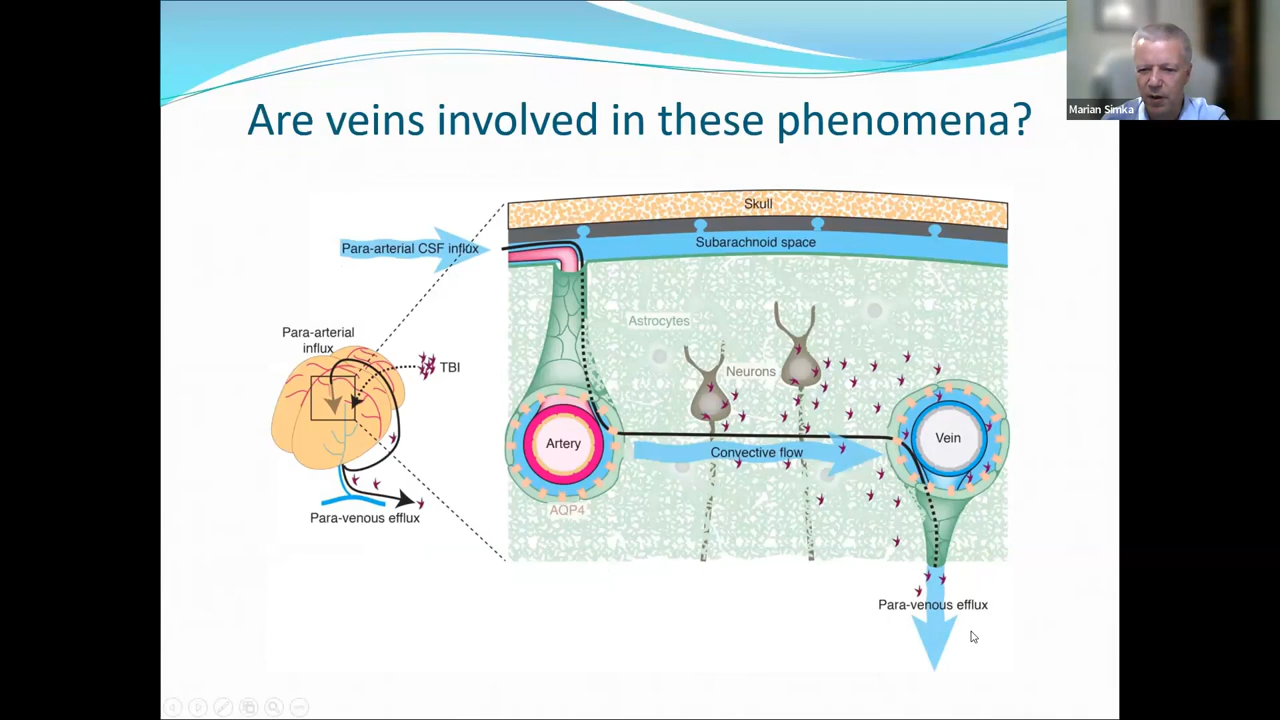 Marian Simka
Are veins involved in these phenomena?
Skull
Para-arterial CSF influx
Subarachnoid space
Astrocytes
Para-arterial
influx
TBI
Neurons
Artery
Vein
Convective flow
AQP4
Para-venous efflux
Para-venous efflux